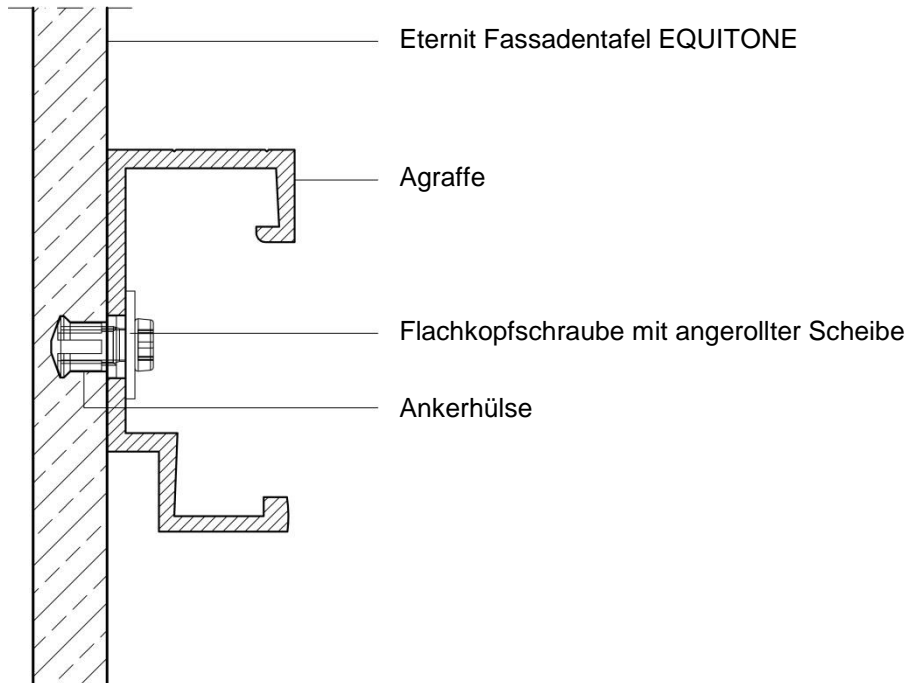 Eternit Fassadentafel EQUITONE
Agraffe
Flachkopfschraube mit angerollter Scheibe
Ankerhülse